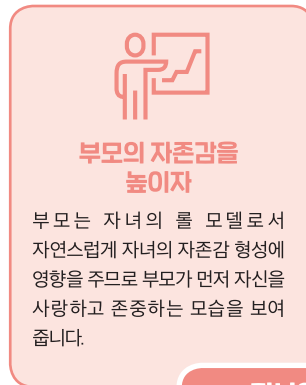 부모의 자존감을
높이자
부모는 자녀의 롤 모델로서
자연스럽게 자녀의 자존감 형성에
영향을 주므로 부모가 먼저 자신을
사랑하고 존중하는 모습을 보여
줍니다.